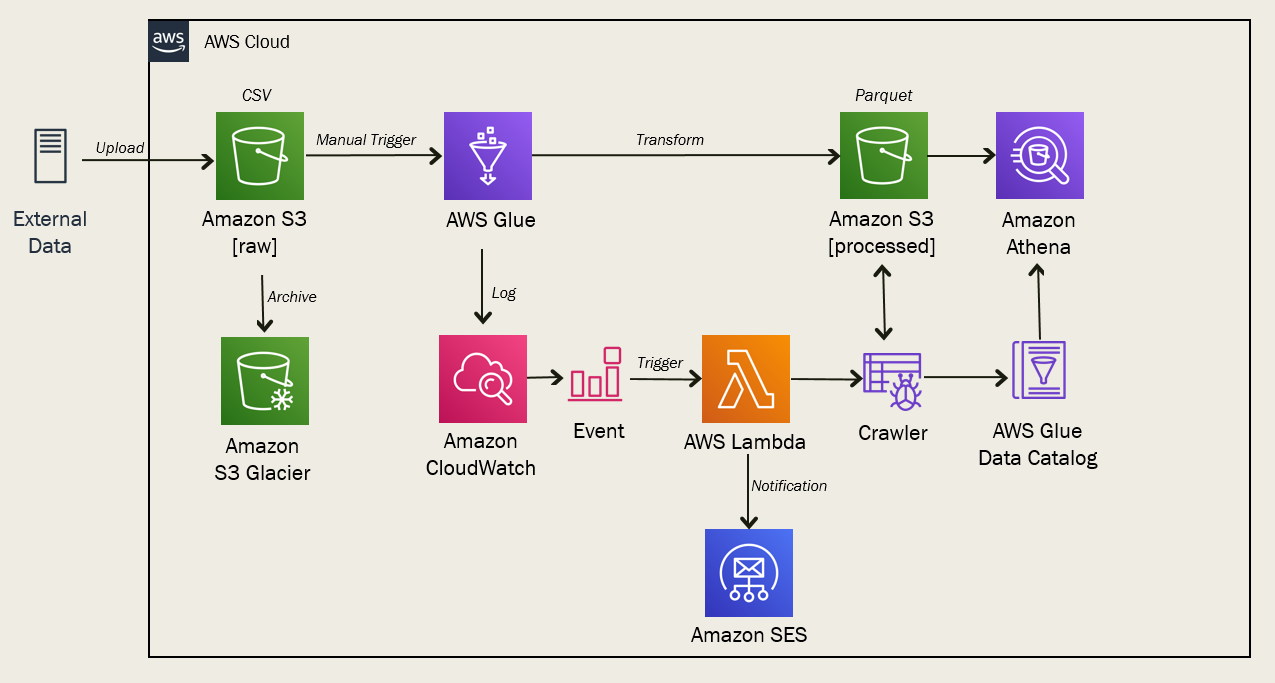 aws
AWS Cloud
CSV
Parquet
Upload
Manual Trigger
Transform
External
Data
Amazon S3
[raw]
AWS Glue
Amazon S3
[processed]
Amazon
Athena
Archive
Log
Trigger
Amazon
S3 Glacier
Amazon
CloudWatch
Event
AWS Lambda
Crawler
AWS Glue
Data Catalog
Notification
Amazon SES